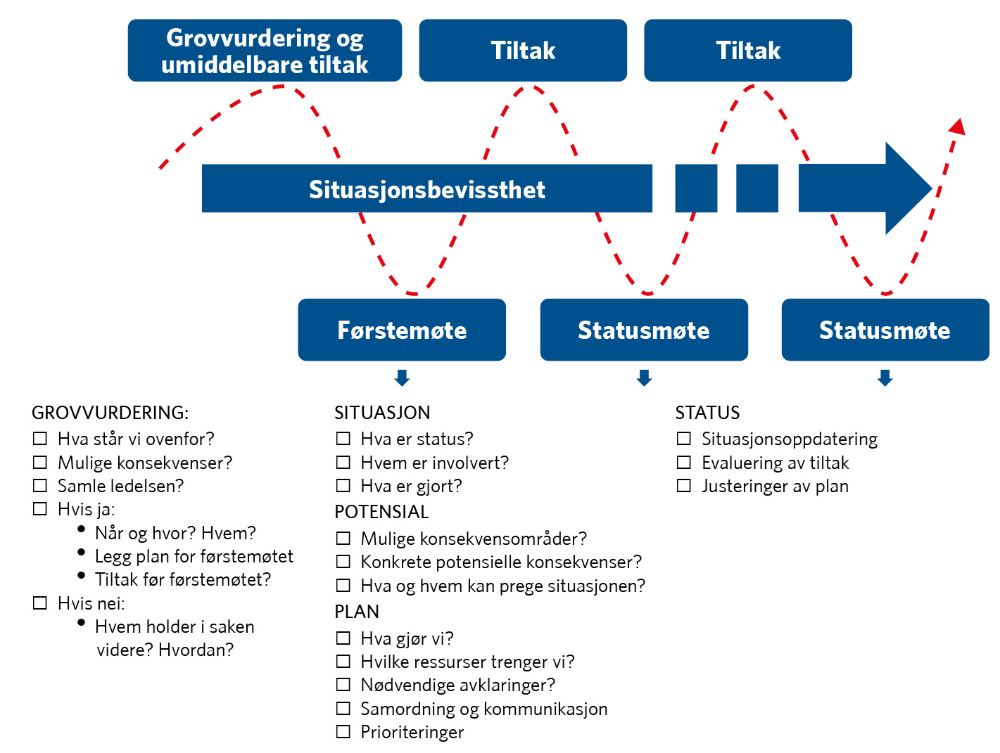 Grovvurdering og
umiddelbare tiltak
Tiltak
Tiltak
Situasjonsbevissthet
Førstemøte
Statusmøte
Statusmøte
GROVVURDERING:
☐ Hva står vi ovenfor?
☐ Mulige konsekvenser?
☐ Samle ledelsen?
☐ Hvis ja:
• Når og hvor? Hvem?
• Legg plan for førstemøtet
• Tiltak før førstemøtet?
☐ Hvis nei:
• Hvem holder i saken
videre? Hvordan?
SITUASJON
☐ Hva er status?
☐ Hvem er involvert?
☐ Hva er gjort?
POTENSIAL
☐ Mulige konsekvensområder?
☐ Konkrete potensielle konsekvenser?
☐ Hva og hvem kan prege situasjonen?
PLAN
☐ Hva gjør vi?
☐ Hvilke ressurser trenger vi?
☐ Nødvendige avklaringer?
☐ Samordning og kommunikasjon
☐ Prioriteringer
STATUS
☐ Situasjonsoppdatering
☐ Evaluering av tiltak
☐ Justeringer av plan